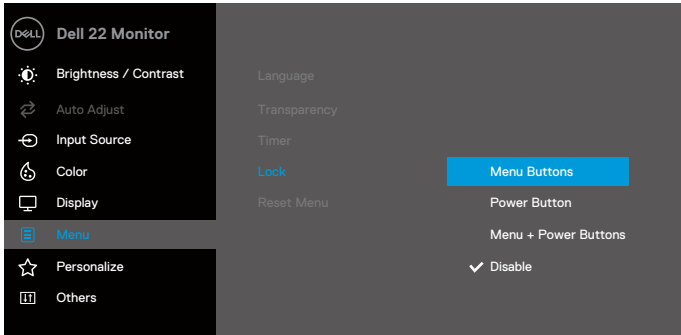 DELL
Dell 22 Monitor
Brightness / Contrast
Auto Adjust
Input Source
Color
Display
Menu
Personalize
Others
Language
Transparency
Timer
Lock
Reset Menu
Menu Buttons
Power Button
Menu + Power Buttons
Disable